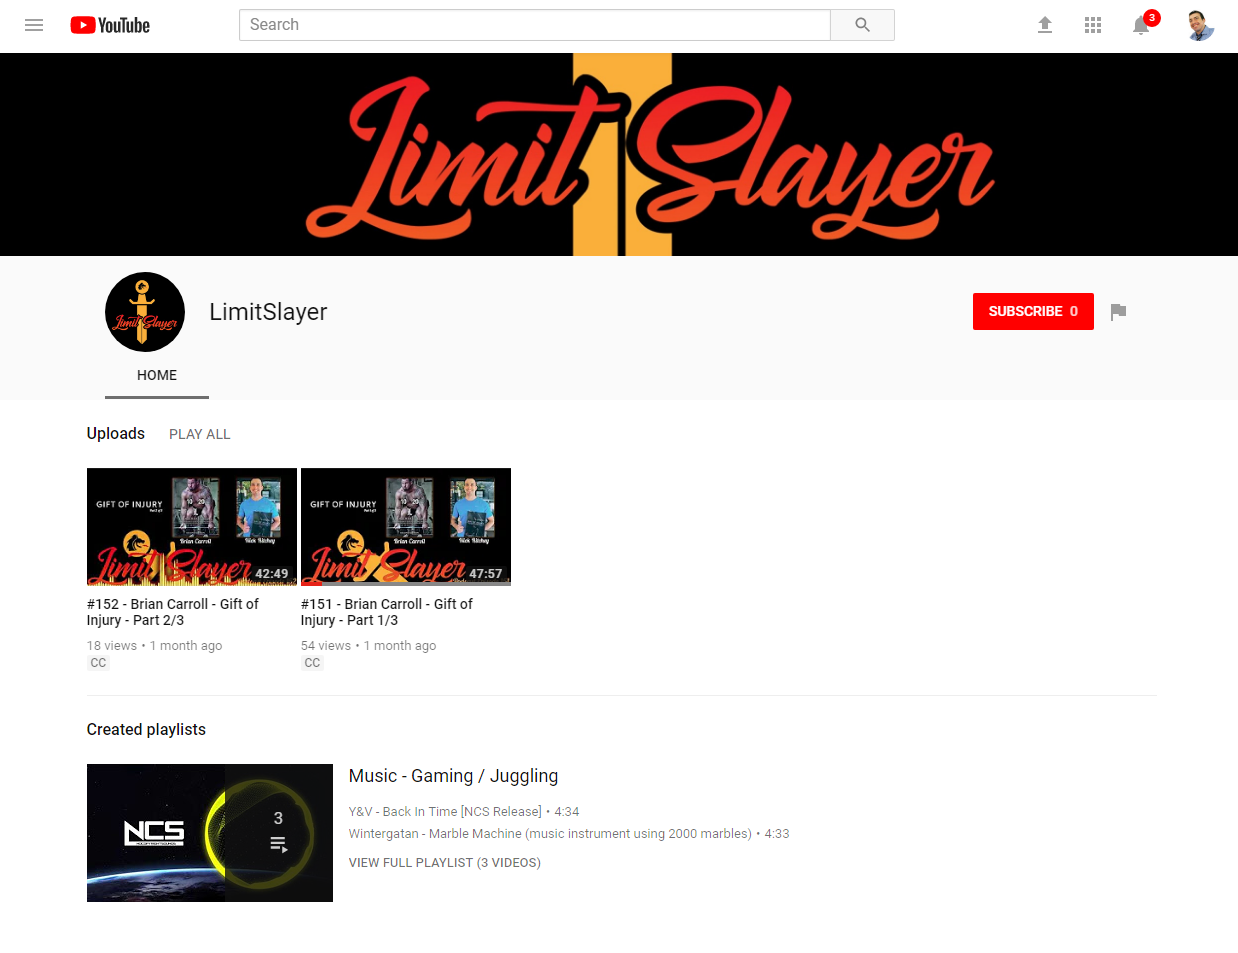 YouTube
Search
3
Limit Slayer
Limit Slayer
LimitSlayer
SUBSCRIBE 0
HOME
Uploads PLAY ALL
GIFT OF INJURY
Brian Carroll
Rick Richey
Limit Slayer
42:49
GIFT OF INJURY
Brian Carroll
Rick Richey
Limit Slayer
47:57
#152 - Brian Carroll - Gift of
Injury - Part 2/3
18 views • 1 month ago
CC
#151 - Brian Carroll - Gift of
Injury - Part 1/3
54 views • 1 month ago
CC
Created playlists
NCS
3
Music - Gaming / Juggling
Y&V - Back In Time [NCS Release] • 4:34
Wintergatan - Marble Machine (music instrument using 2000 marbles) • 4:33
VIEW FULL PLAYLIST (3 VIDEOS)